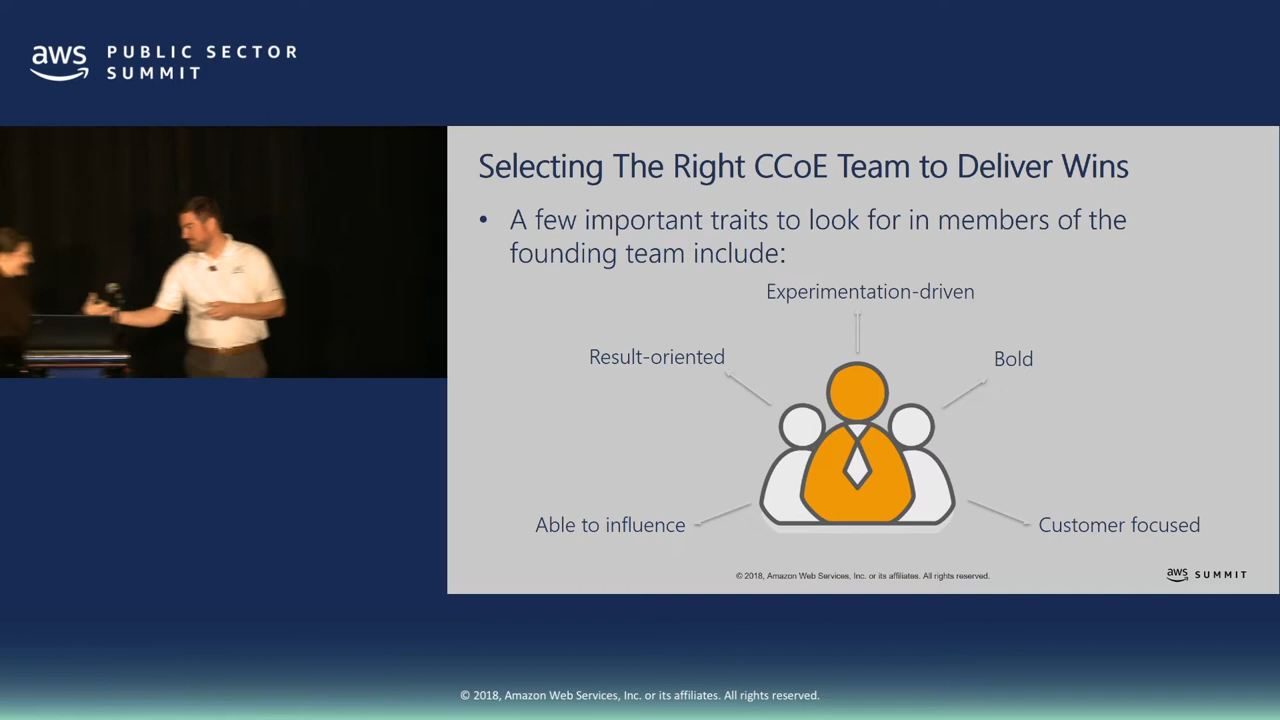 aws PUBLIC SECTOR
SUMMIT
Selecting The Right CCoE Team to Deliver Wins
• A few important traits to look for in members of the
founding team include:
Experimentation-driven
Result-oriented
Bold
Able to influence
Customer focused
© 2018, Amazon Web Services, Inc. or its affiliates. All rights reserved.
aws SUMMIT
© 2018, Amazon Web Services, Inc. or its affiliates. All rights reserved.